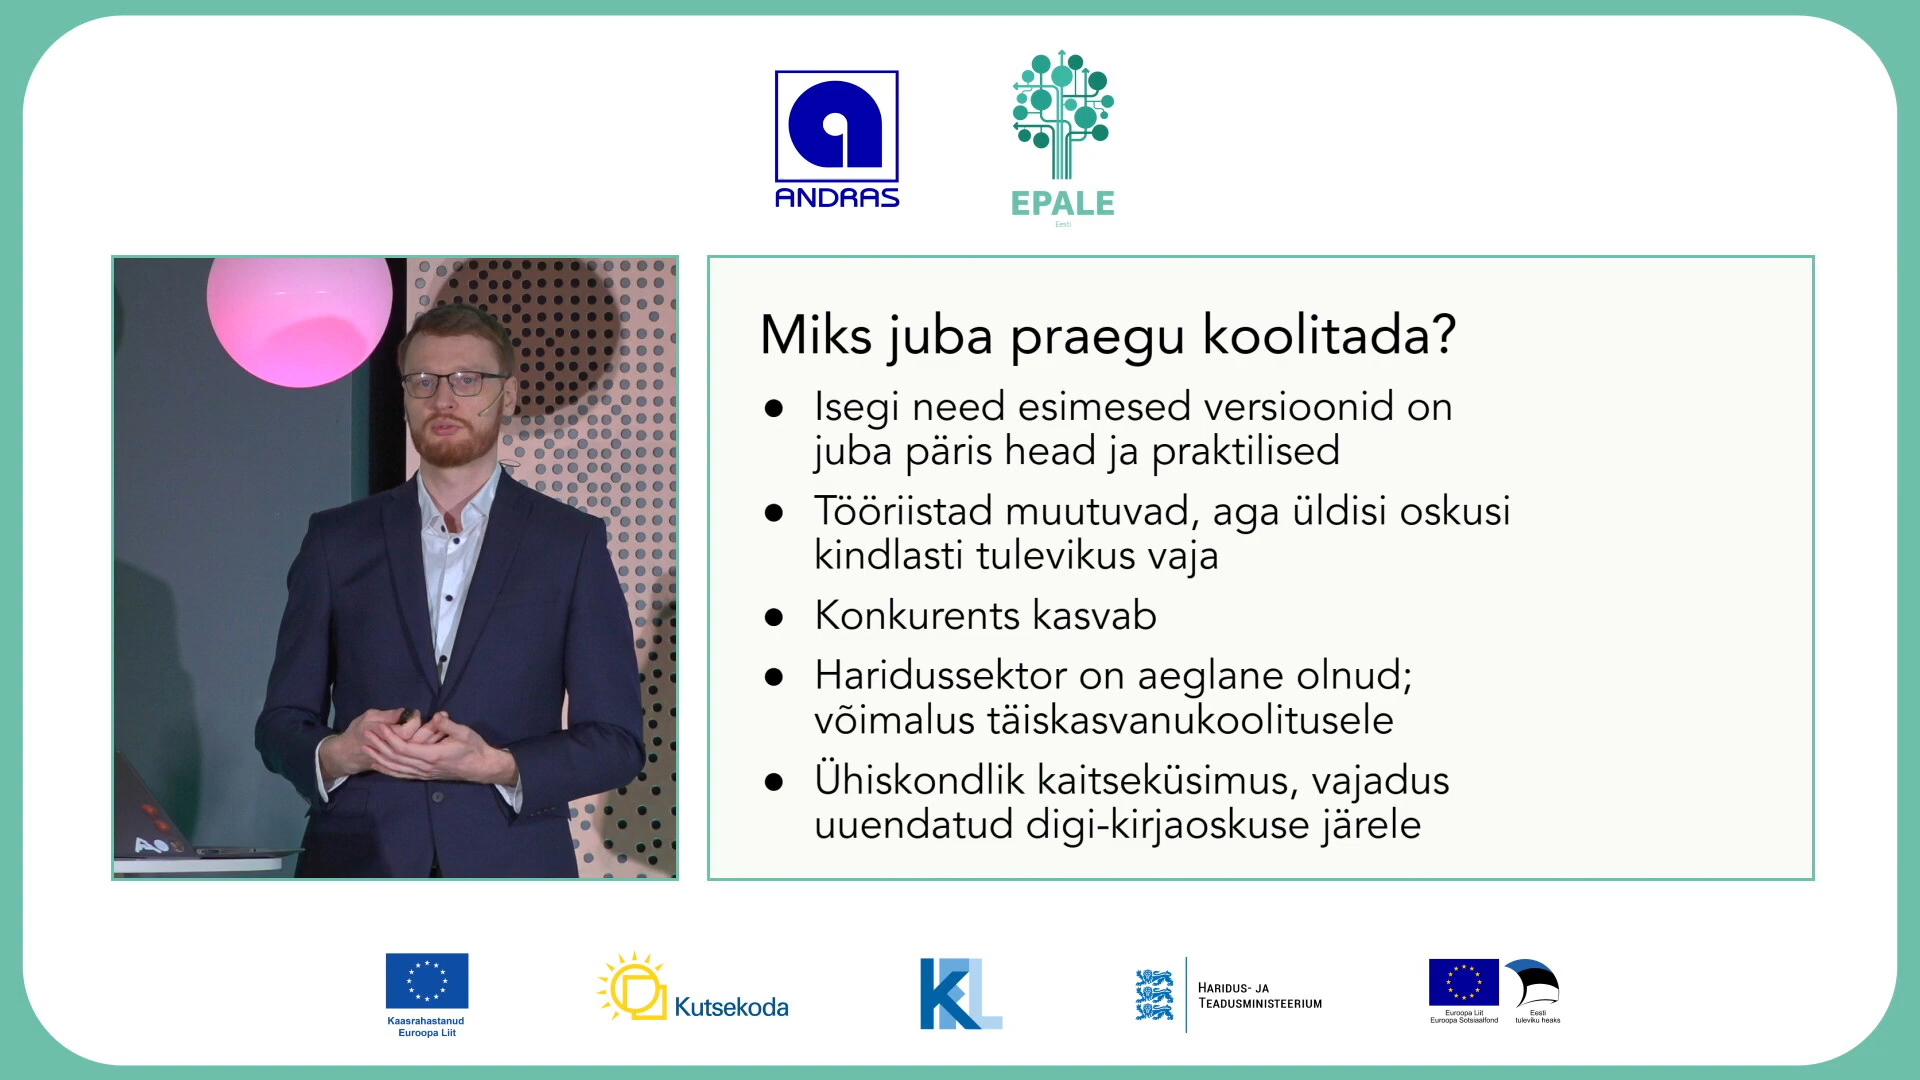 ANDRAS
EPALE
Eesti
Miks juba praegu koolitada?
● Isegi need esimesed versioonid on
juba päris head ja praktilised
● Tööriistad muutuvad, aga üldisi oskusi
kindlasti tulevikus vaja
● Konkurents kasvab
● Haridussektor on aeglane olnud;
võimalus täiskasvanukoolitusele
● Ühiskondlik kaitseküsimus, vajadus
uuendatud digi-kirjaoskuse järele
Kaasrahastanud
Euroopa Liit
Kutsekoda
KEL
HARIDUS- JA
TEADUSMINISTEERIUM
Euroopa Liit
Euroopa Sotsiaalfond
Eesti
tuleviku heaks